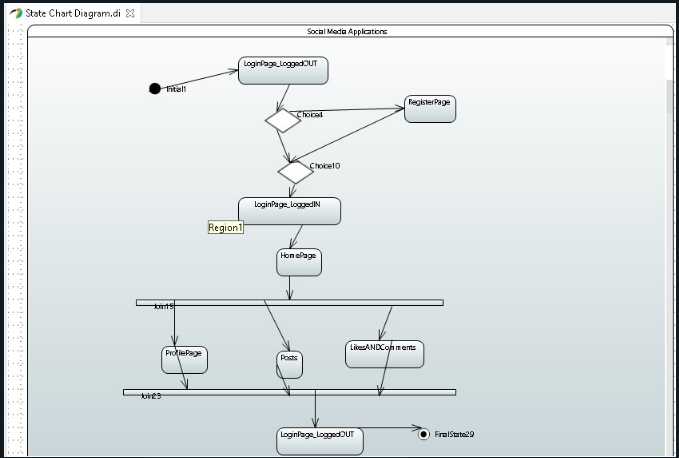 State Chart Diagram.di
Social Media Applications
LoginPage_LoggedOUT
Initial1
RegisterPage
Choice4
Choice10
LoginPage_LoggedIN
Region1
HomePage
Join15
ProfilePage
Posts
LikesANDComments
Join23
LoginPage_LoggedOUT
FinalState29